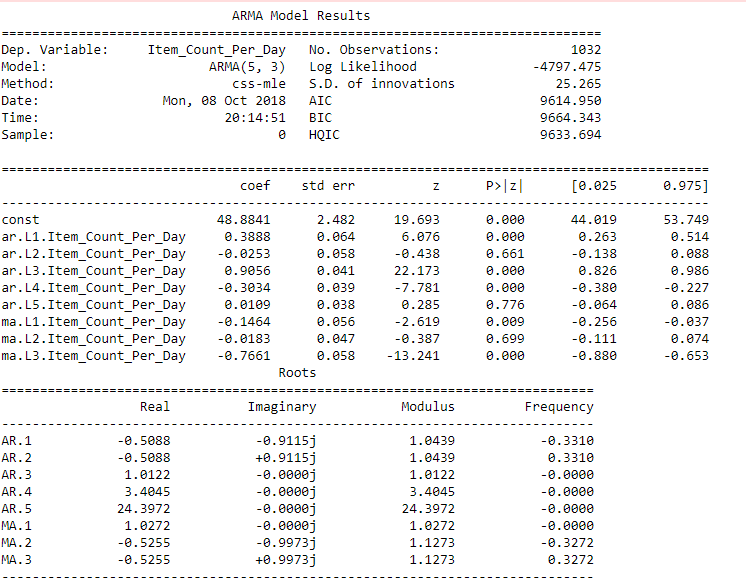 ARMA Model Results
==============================================================================
Dep. Variable:     Item_Count_Per_Day   No. Observations:                 1032
Model:                     ARMA(5, 3)   Log Likelihood               -4797.475
Method:                       css-mle   S.D. of innovations             25.265
Date:                Mon, 08 Oct 2018   AIC                           9614.950
Time:                        20:14:51   BIC                           9664.343
Sample:                             0   HQIC                          9633.694
============================================================================================
                               coef    std err          z      P>|z|      [0.025      0.975]
--------------------------------------------------------------------------------------------
const                       48.8841      2.482     19.693      0.000      44.019      53.749
ar.L1.Item_Count_Per_Day     0.3888      0.064      6.076      0.000       0.263       0.514
ar.L2.Item_Count_Per_Day    -0.0253      0.058     -0.438      0.661      -0.138       0.088
ar.L3.Item_Count_Per_Day     0.9056      0.041     22.173      0.000       0.826       0.986
ar.L4.Item_Count_Per_Day    -0.3034      0.039     -7.781      0.000      -0.380      -0.227
ar.L5.Item_Count_Per_Day     0.0109      0.038      0.285      0.776      -0.064       0.086
ma.L1.Item_Count_Per_Day    -0.1464      0.056     -2.619      0.009      -0.256      -0.037
ma.L2.Item_Count_Per_Day    -0.0183      0.047     -0.387      0.699      -0.111       0.074
ma.L3.Item_Count_Per_Day    -0.7661      0.058    -13.241      0.000      -0.880      -0.653
                                    Roots
=============================================================================
                  Real          Imaginary           Modulus         Frequency
-----------------------------------------------------------------------------
AR.1           -0.5088           -0.9115j            1.0439           -0.3310
AR.2           -0.5088           +0.9115j            1.0439            0.3310
AR.3            1.0122           -0.0000j            1.0122           -0.0000
AR.4            3.4045           -0.0000j            3.4045           -0.0000
AR.5           24.3972           -0.0000j           24.3972           -0.0000
MA.1            1.0272           -0.0000j            1.0272           -0.0000
MA.2           -0.5255           -0.9973j            1.1273           -0.3272
MA.3           -0.5255           +0.9973j            1.1273            0.3272
-----------------------------------------------------------------------------